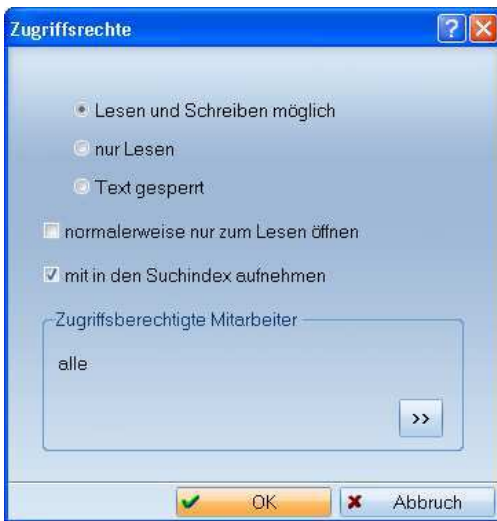 Zugriffsrechte
Lesen und Schreiben möglich
nur Lesen
Text gesperrt
normalerweise nur zum Lesen öffnen
mit in den Suchindex aufnehmen
Zugriffsberechtigte Mitarbeiter
alle
>>
OK Abbruch